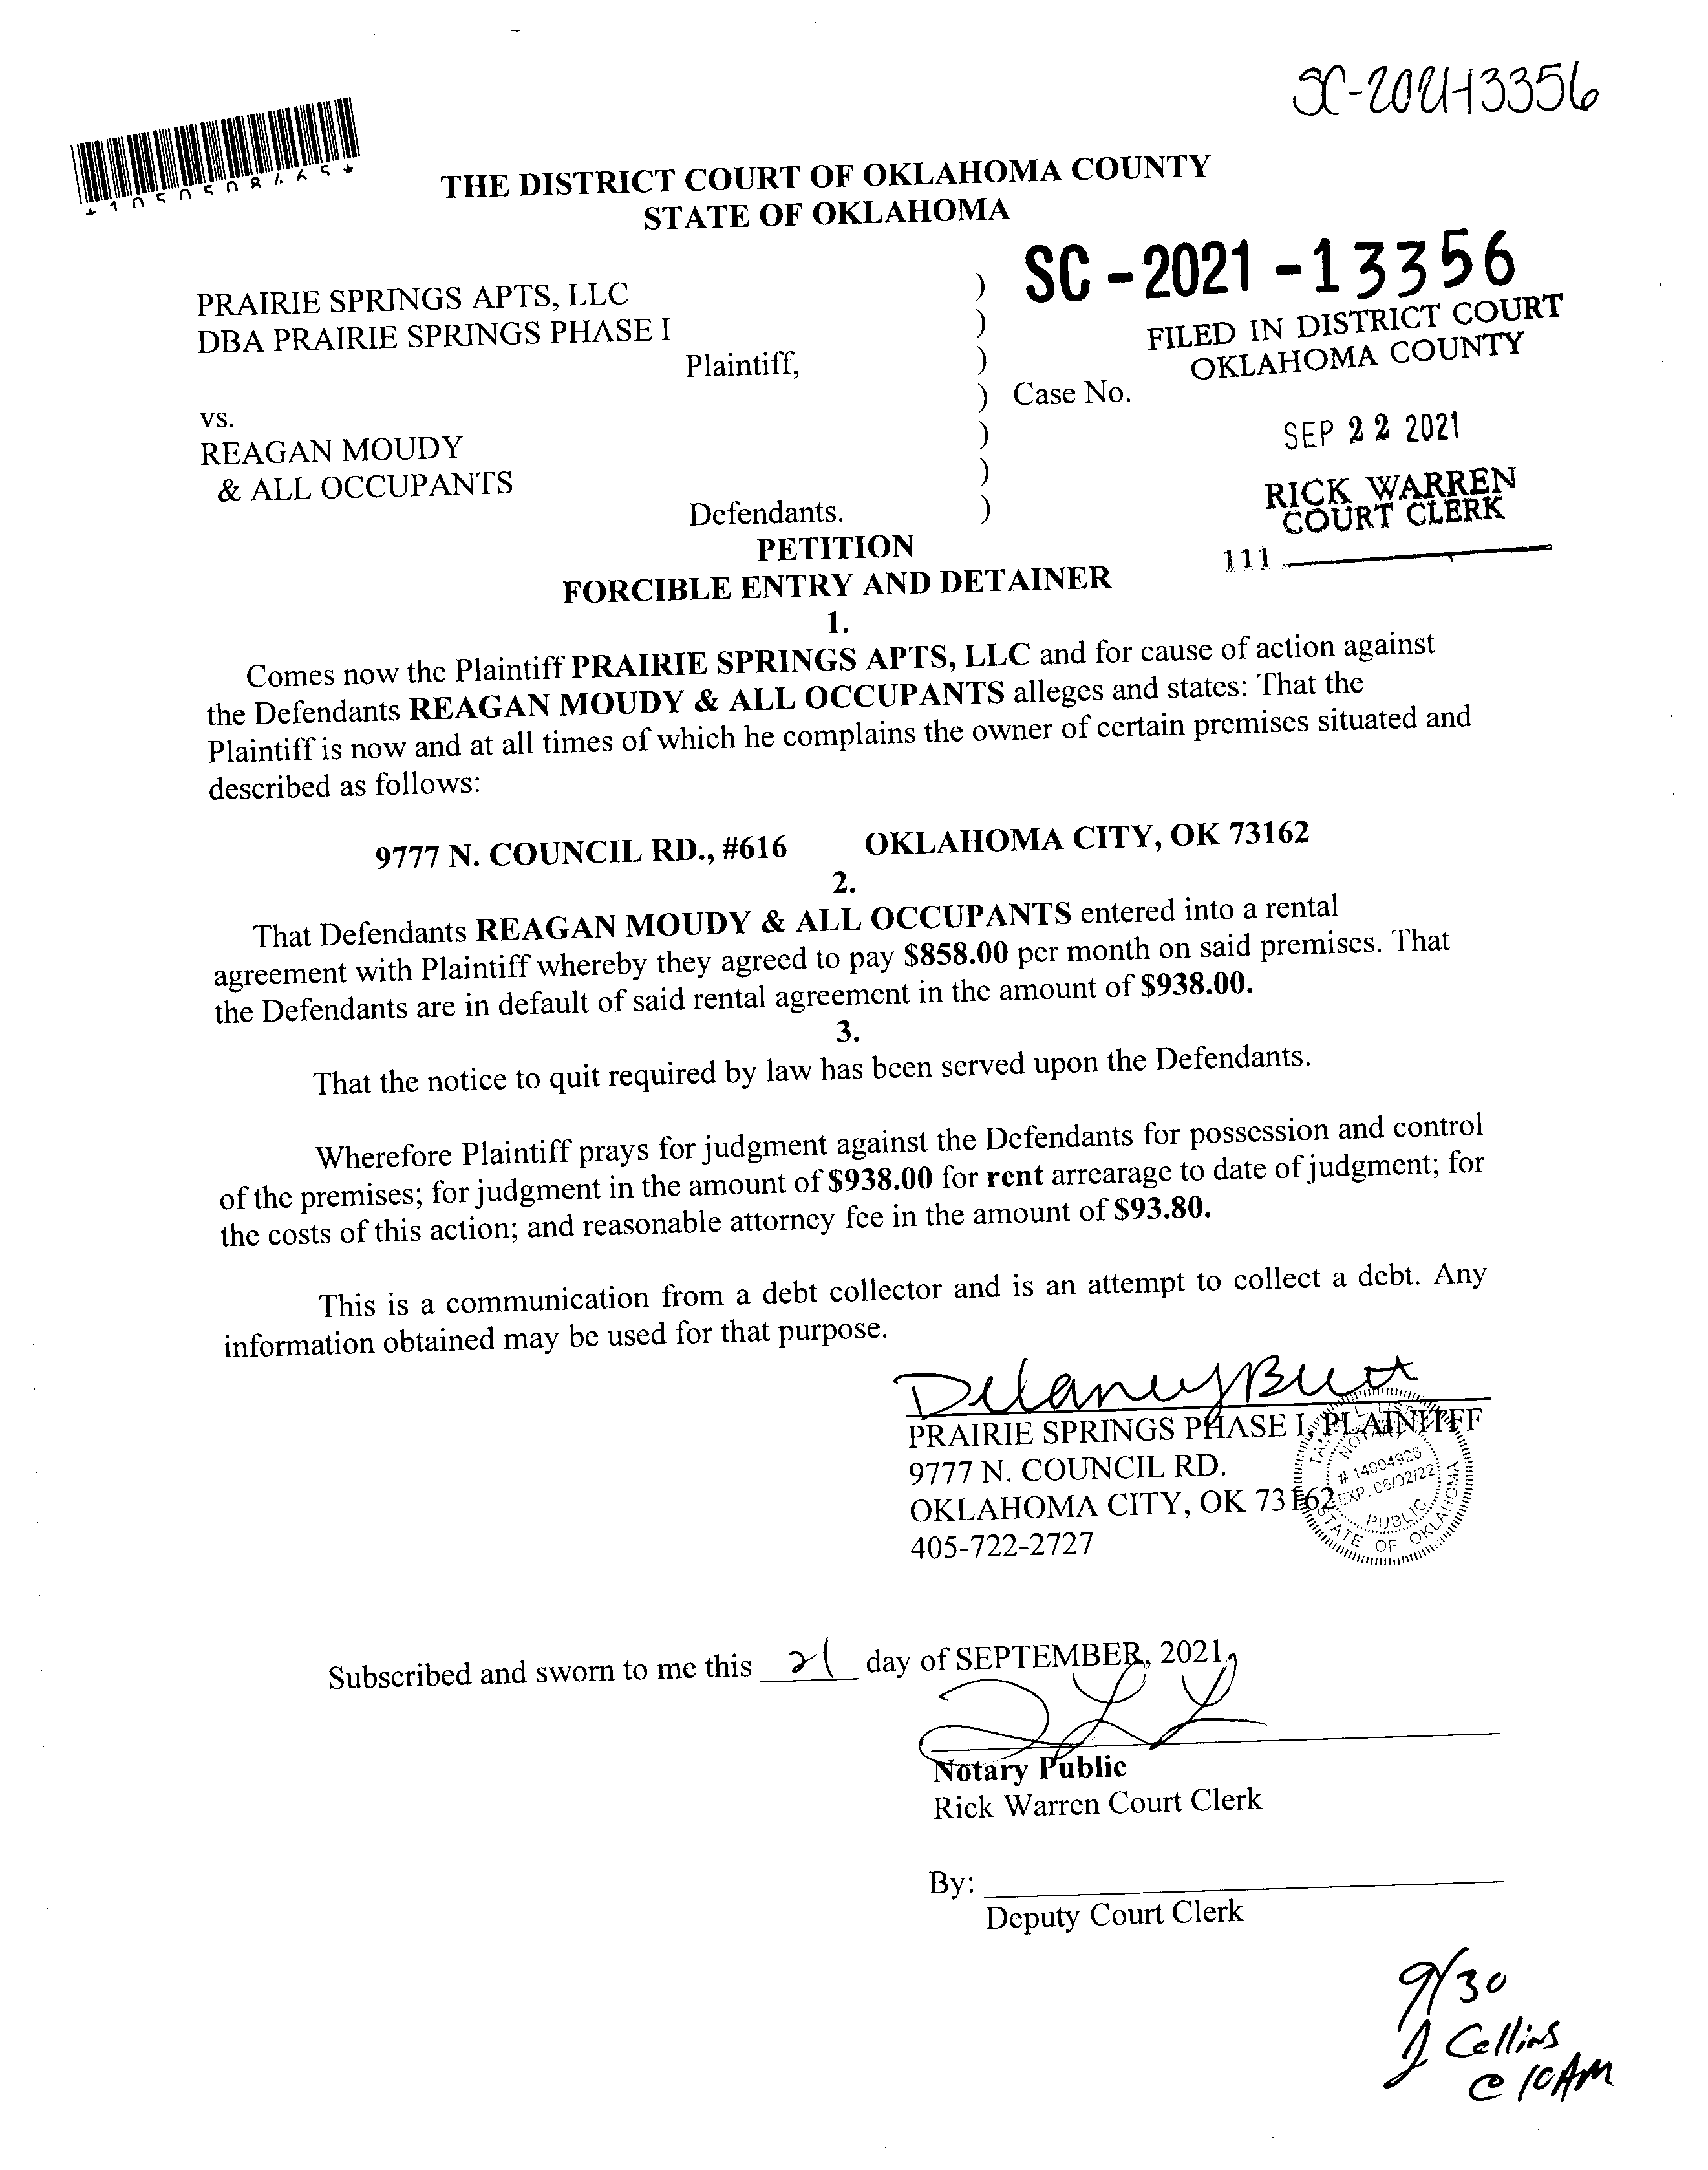 SC-2021-13356
*1050508465*
THE DISTRICT COURT OF OKLAHOMA COUNTY
STATE OF OKLAHOMA
SC-2021-13356
FILED IN DISTRICT COURT
OKLAHOMA COUNTY
PRAIRIE SPRINGS APTS, LLC )
DBA PRAIRIE SPRINGS PHASE I )
Plaintiff, )
) Case No.
vs. )
SEP 22 2021
REAGAN MOUDY )
& ALL OCCUPANTS
RICK WARREN
COURT CLERK
Defendants. )
111
PETITION
FORCIBLE ENTRY AND DETAINER
1.
Comes now the Plaintiff PRAIRIE SPRINGS APTS, LLC and for cause of action against
the Defendants REAGAN MOUDY & ALL OCCUPANTS alleges and states: That the
Plaintiff is now and at all times of which he complains the owner of certain premises situated and
described as follows:
9777 N. COUNCIL RD., #616 OKLAHOMA CITY, OK 73162
2.
That Defendants REAGAN MOUDY & ALL OCCUPANTS entered into a rental
agreement with Plaintiff whereby they agreed to pay $858.00 per month on said premises. That
the Defendants are in default of said rental agreement in the amount of $938.00.
3.
That the notice to quit required by law has been served upon the Defendants.
Wherefore Plaintiff prays for judgment against the Defendants for possession and control
of the premises; for judgment in the amount of $938.00 for rent arrearage to date of judgment; for
the costs of this action; and reasonable attorney fee in the amount of $93.80.
This is a communication from a debt collector and is an attempt to collect a debt. Any
information obtained may be used for that purpose.
Delaney
PRAIRIE SPRINGS PHASE I, PLAINITFF
9777 N. COUNCIL RD.
OKLAHOMA CITY, OK 73162
405-722-2727
NOTARY
# 14004926
EXP. 06/02/22
PUBLIC
STATE OF OKLAHOMA
Subscribed and sworn to me this 21 day of SEPTEMBER, 2021.
Notary Public
Rick Warren Court Clerk
By:
Deputy Court Clerk
9/30
J Collins
@ 10AM